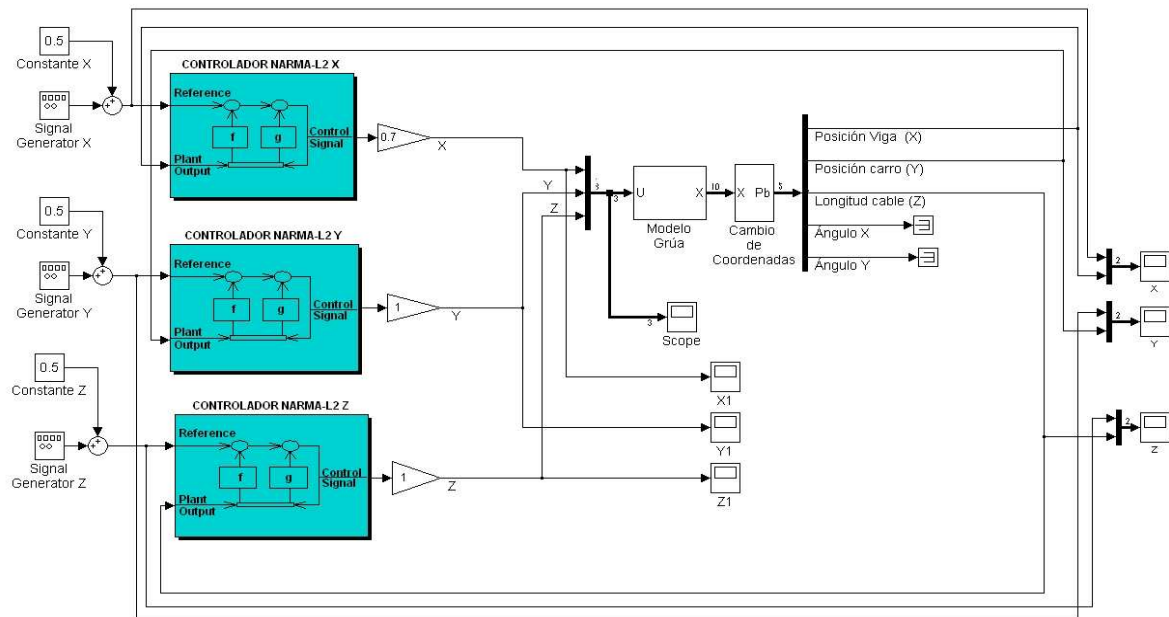 0.5
Constante X
Signal
Generator X
CONTROLADOR NARMA-L2 X
Reference
f
g
Control
Signal
Plant
Output
0.7
X
0.5
Constante Y
Signal
Generator Y
CONTROLADOR NARMA-L2 Y
Reference
f
g
Control
Signal
Plant
Output
1
Y
0.5
Constante Z
Signal
Generator Z
CONTROLADOR NARMA-L2 Z
Reference
f
g
Control
Signal
Plant
Output
1
Z
Y
Z
3
3
U
X
Modelo
Grúa
10
X
Pb
Cambio
de
Coordenadas
5
Posición Viga (X)
Posición carro (Y)
Longitud cable (Z)
Ángulo X
Ángulo Y
3
Scope
X1
Y1
Z1
2
X
2
Y
2
Z